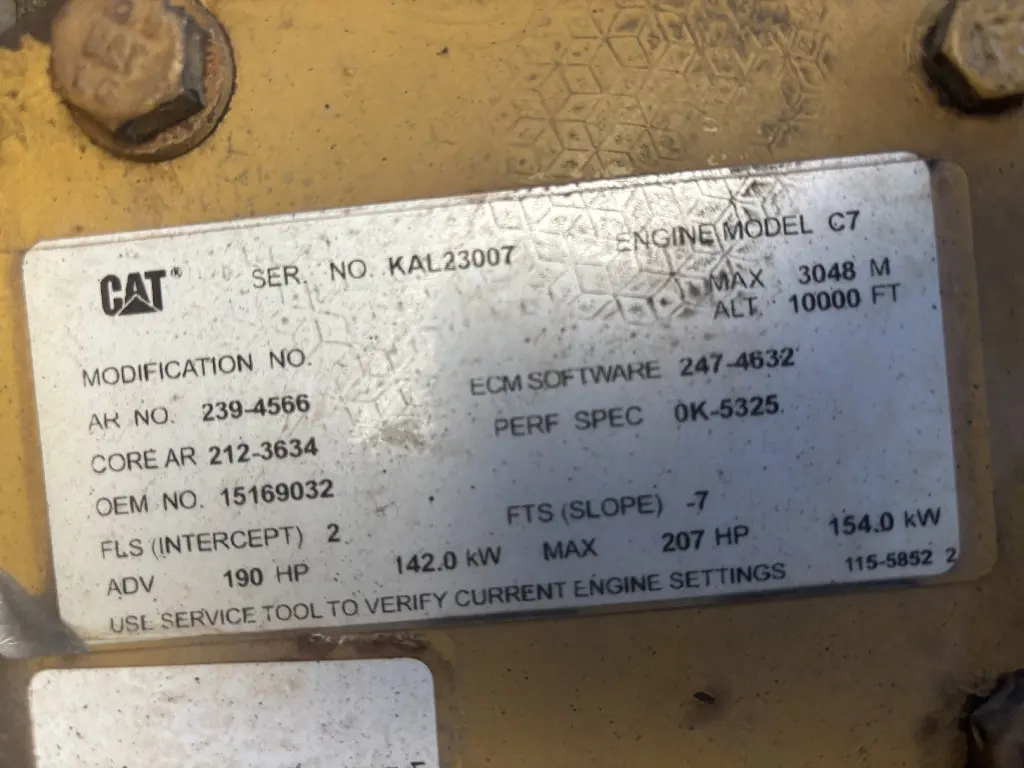 CAT
CAT® SER. NO. KAL23007 ENGINE MODEL C7
MAX 3048 M
ALT. 10000 FT
MODIFICATION NO.
AR NO. 239-4566 ECM SOFTWARE 247-4632
CORE AR 212-3634 PERF SPEC 0K-5325
OEM NO. 15169032
FLS (INTERCEPT) 2 FTS (SLOPE) -7
ADV 190 HP 142.0 kW MAX 207 HP 154.0 kW
USE SERVICE TOOL TO VERIFY CURRENT ENGINE SETTINGS 115-5852 2